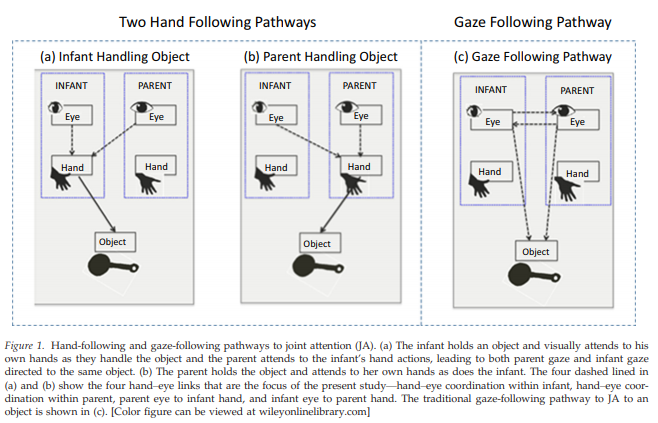 Two Hand Following Pathways
Gaze Following Pathway
(a) Infant Handling Object
(b) Parent Handling Object
(c) Gaze Following Pathway
INFANT
PARENT
Eye
Eye
Hand
Hand
Object
INFANT
PARENT
Eye
Eye
Hand
Hand
Object
INFANT
PARENT
Eye
Eye
Hand
Hand
Object
Figure 1. Hand-following and gaze-following pathways to joint attention (JA). (a) The infant holds an object and visually attends to his
own hands as they handle the object and the parent attends to the infant's hand actions, leading to both parent gaze and infant gaze
directed to the same object. (b) The parent holds the object and attends to her own hands as does the infant. The four dashed lined in
(a) and (b) show the four hand–eye links that are the focus of the present study—hand–eye coordination within infant, hand–eye coor-
dination within parent, parent eye to infant hand, and infant eye to parent hand. The traditional gaze-following pathway to JA to an
object is shown in (c). [Color figure can be viewed at wileyonlinelibrary.com]